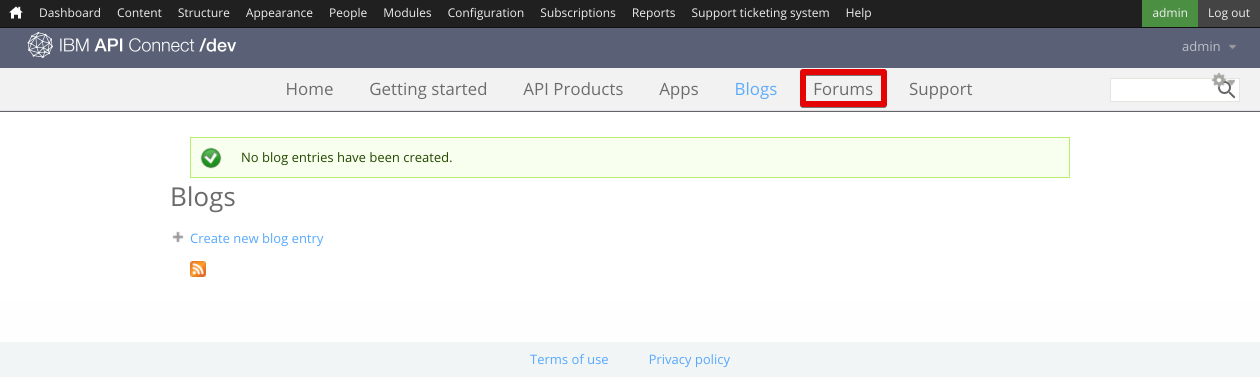 Dashboard Content Structure Appearance People Modules Configuration Subscriptions Reports Support ticketing system Help admin Log out
IBM API Connect /dev admin
Home Getting started API Products Apps Blogs Forums Support
No blog entries have been created.
Blogs
Create new blog entry
Terms of use Privacy policy